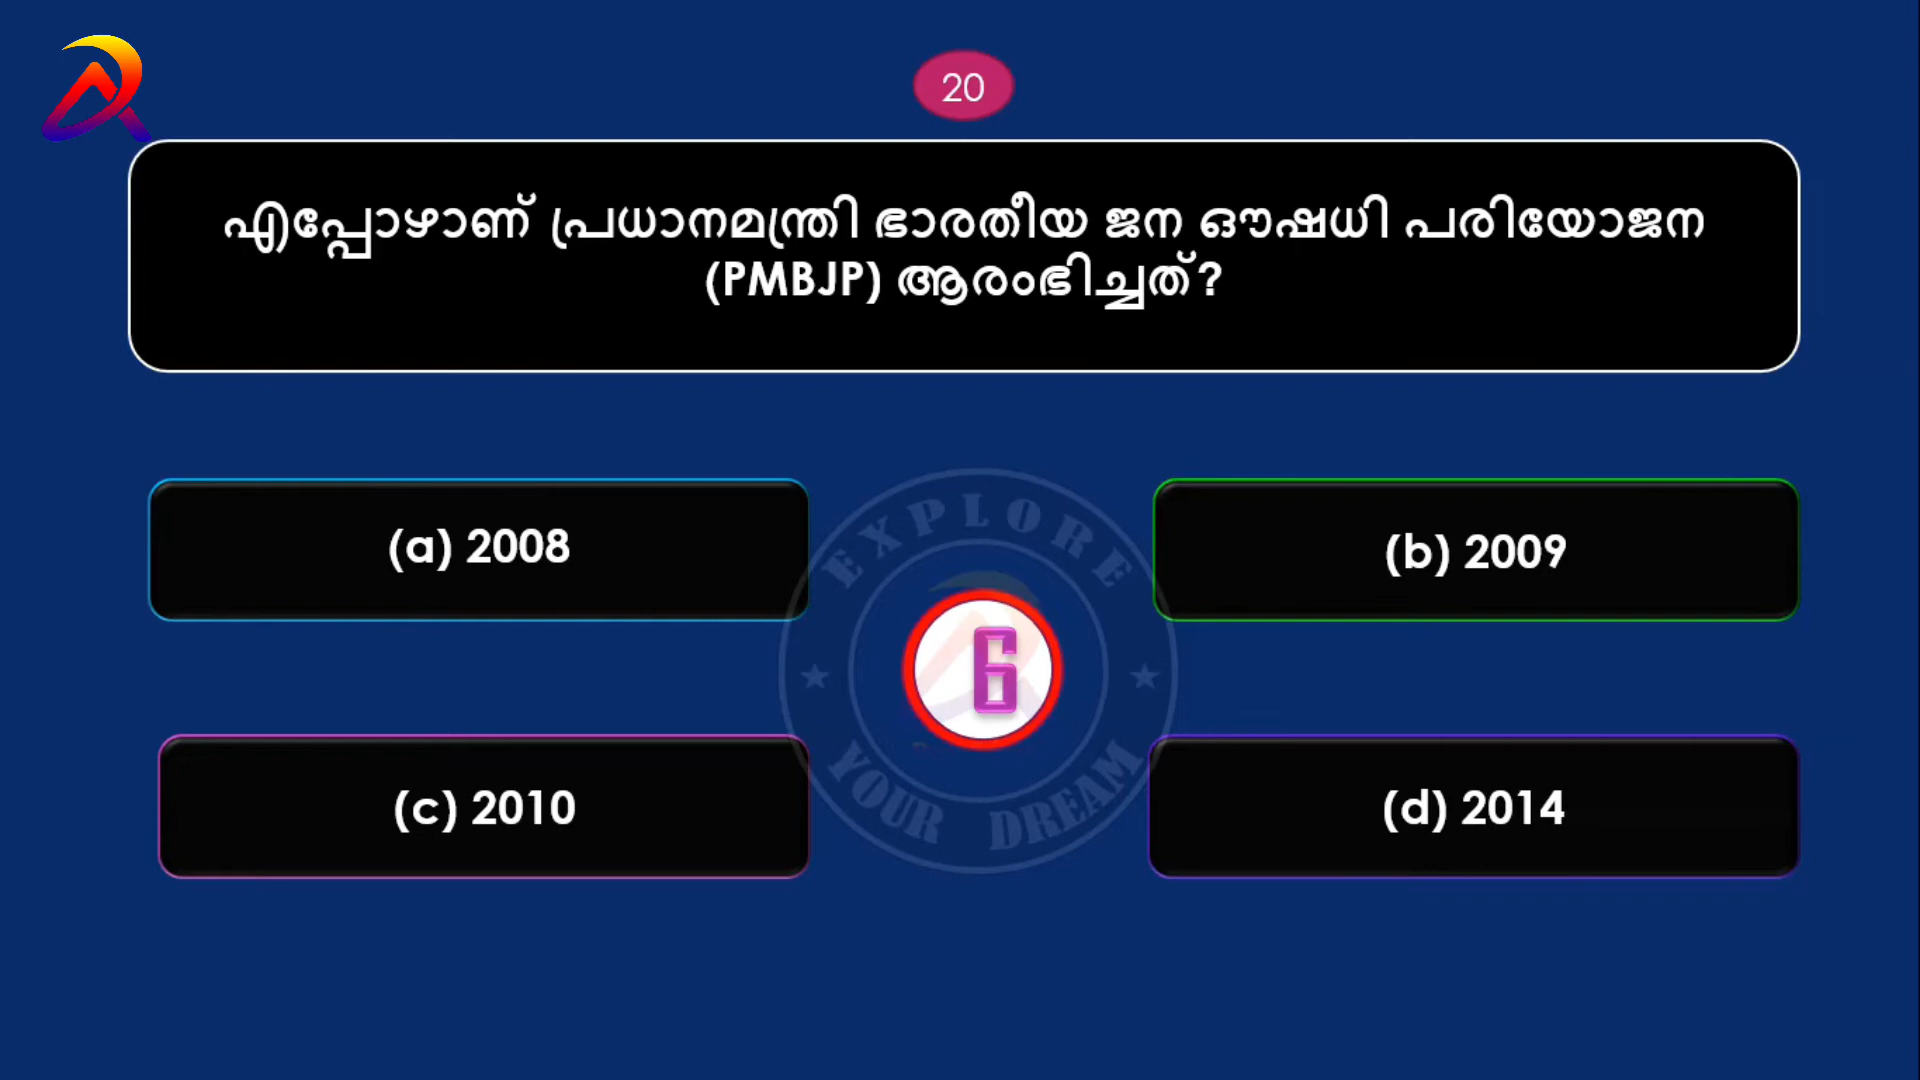 20
എപ്പോഴാണ് പ്രധാനമന്ത്രി ഭാരതീയ ജന ഔഷധി പരിയോജന
(PMBJP) ആരംഭിച്ചത്?
(a) 2008
(b) 2009
EXPLORE
6
YOUR DREAM
(c) 2010
(d) 2014